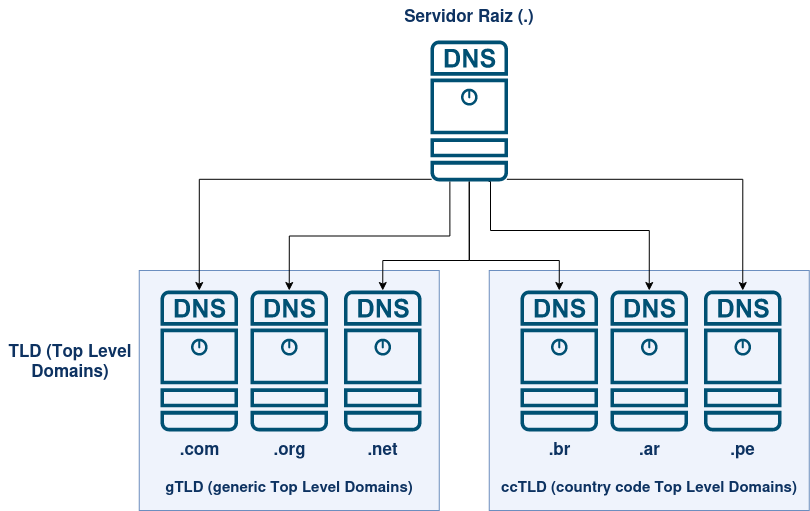 Servidor Raiz (.)
DNS
DNS
DNS
DNS
DNS
DNS
DNS
TLD (Top Level
Domains)
.com
.org
.net
.br
.ar
.pe
gTLD (generic Top Level Domains)
ccTLD (country code Top Level Domains)